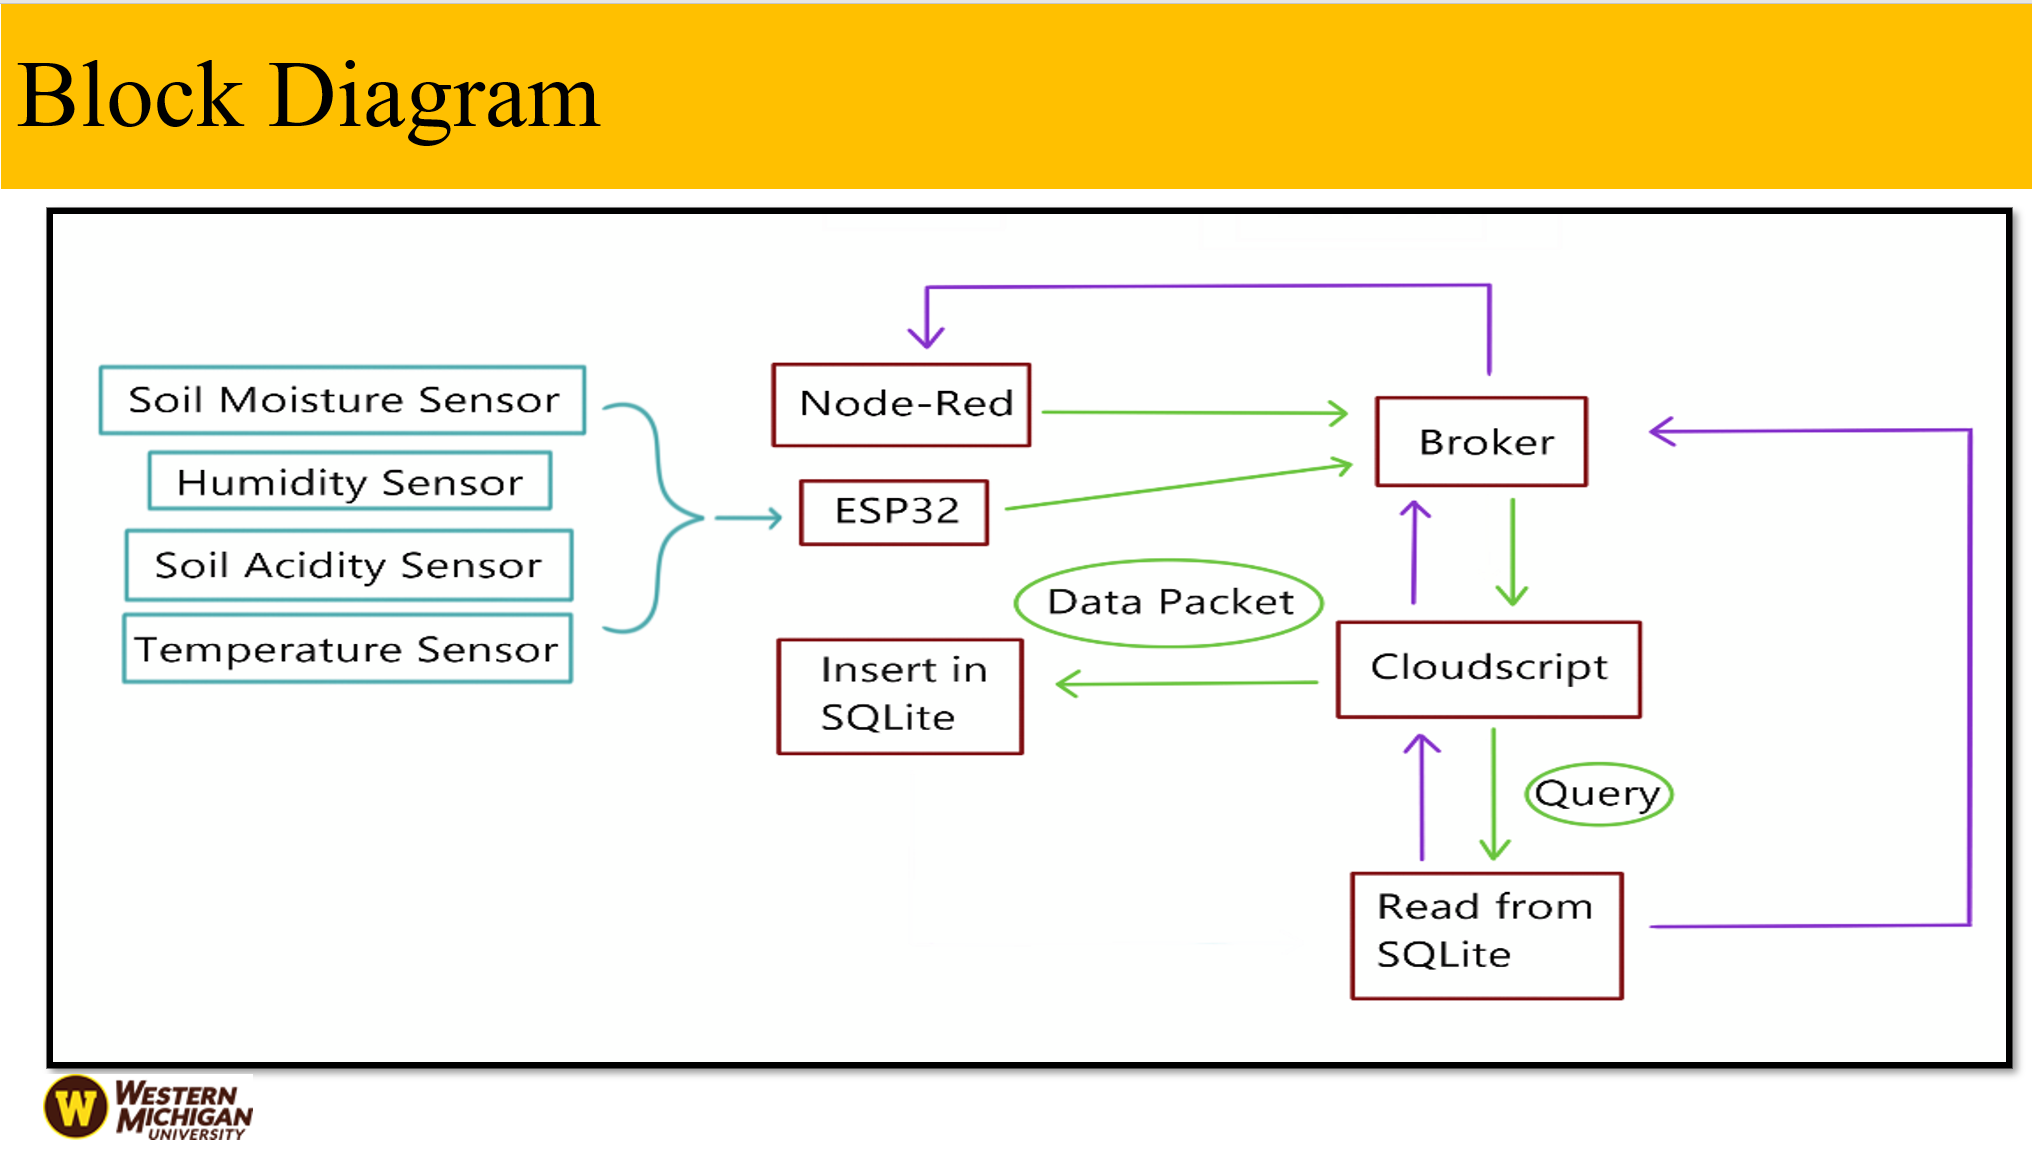 Block Diagram
Soil Moisture Sensor
Humidity Sensor
Soil Acidity Sensor
Temperature Sensor
Node-Red
ESP32
Broker
Data Packet
Insert in
SQLite
Cloudscript
Query
Read from
SQLite
W
WESTERN
MICHIGAN
UNIVERSITY